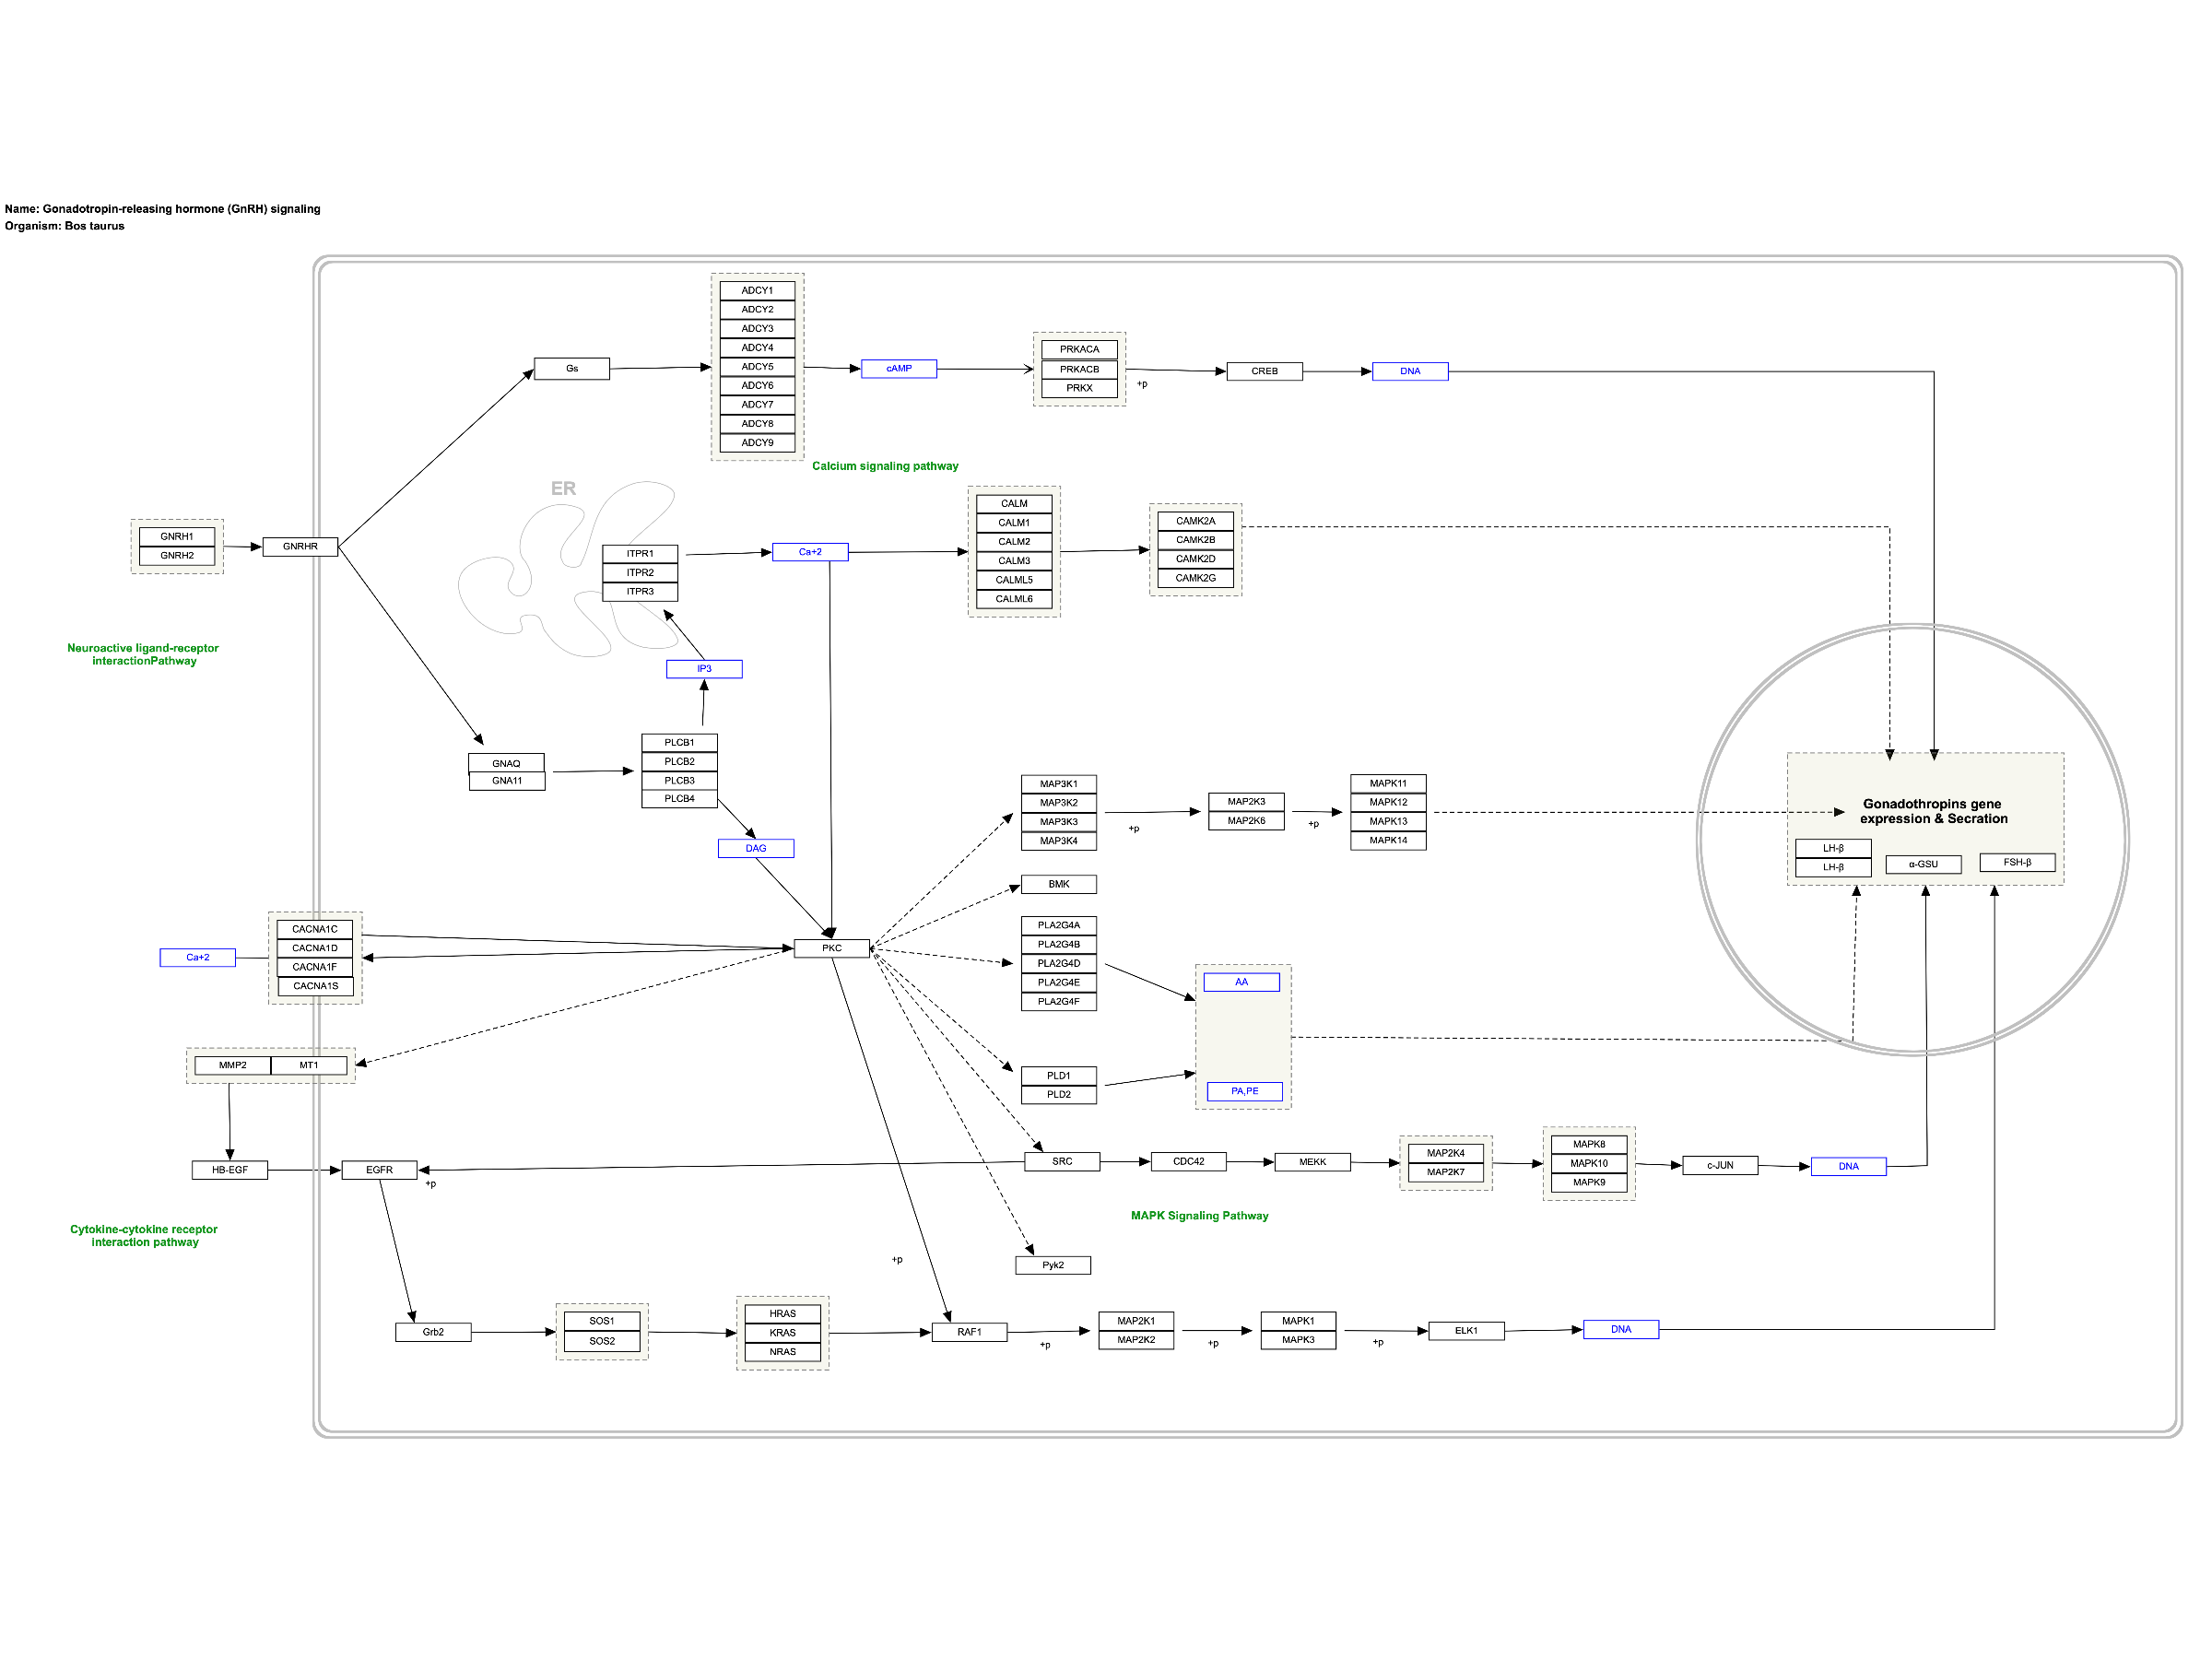 Name: Gonadotropin-releasing hormone (GnRH) signaling
Organism: Bos taurus
ADCY1
ADCY2
ADCY3
ADCY4
ADCY5
ADCY6
ADCY7
ADCY8
ADCY9
Gs
cAMP
PRKACA
PRKACB
PRKX
+p
CREB
DNA
Calcium signaling pathway
ER
GNRH1
GNRH2
GNRHR
ITPR1
ITPR2
ITPR3
Ca+2
CALM
CALM1
CALM2
CALM3
CALML5
CALML6
CAMK2A
CAMK2B
CAMK2D
CAMK2G
Neuroactive ligand-receptor
interactionPathway
IP3
GNAQ
GNA11
PLCB1
PLCB2
PLCB3
PLCB4
DAG
MAP3K1
MAP3K2
MAP3K3
MAP3K4
+p
MAP2K3
MAP2K6
+p
MAPK11
MAPK12
MAPK13
MAPK14
Gonadothropins gene
expression & Secration
LH-β
LH-β
α-GSU
FSH-β
BMK
CACNA1C
CACNA1D
CACNA1F
CACNA1S
Ca+2
PKC
PLA2G4A
PLA2G4B
PLA2G4D
PLA2G4E
PLA2G4F
AA
PA,PE
MMP2
MT1
PLD1
PLD2
HB-EGF
EGFR
+p
SRC
CDC42
MEKK
MAP2K4
MAP2K7
MAPK8
MAPK10
MAPK9
c-JUN
DNA
MAPK Signaling Pathway
Cytokine-cytokine receptor
interaction pathway
+p
Pyk2
Grb2
SOS1
SOS2
HRAS
KRAS
NRAS
RAF1
+p
MAP2K1
MAP2K2
+p
MAPK1
MAPK3
+p
ELK1
DNA